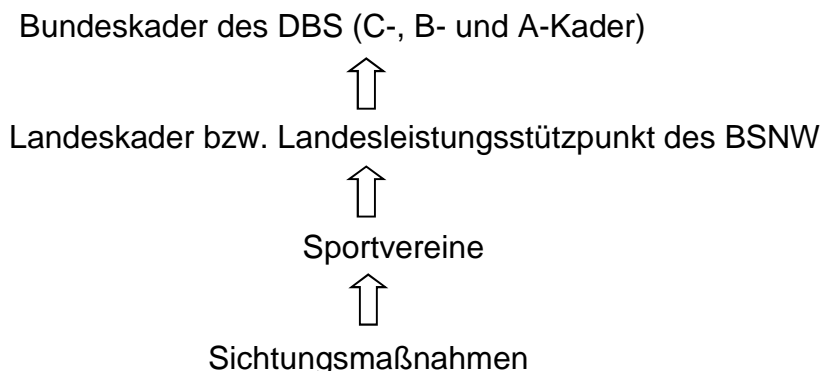 Bundeskader des DBS (C-, B- und A-Kader)
Landeskader bzw. Landesleistungsstützpunkt des BSNW
Sportvereine
Sichtungsmaßnahmen